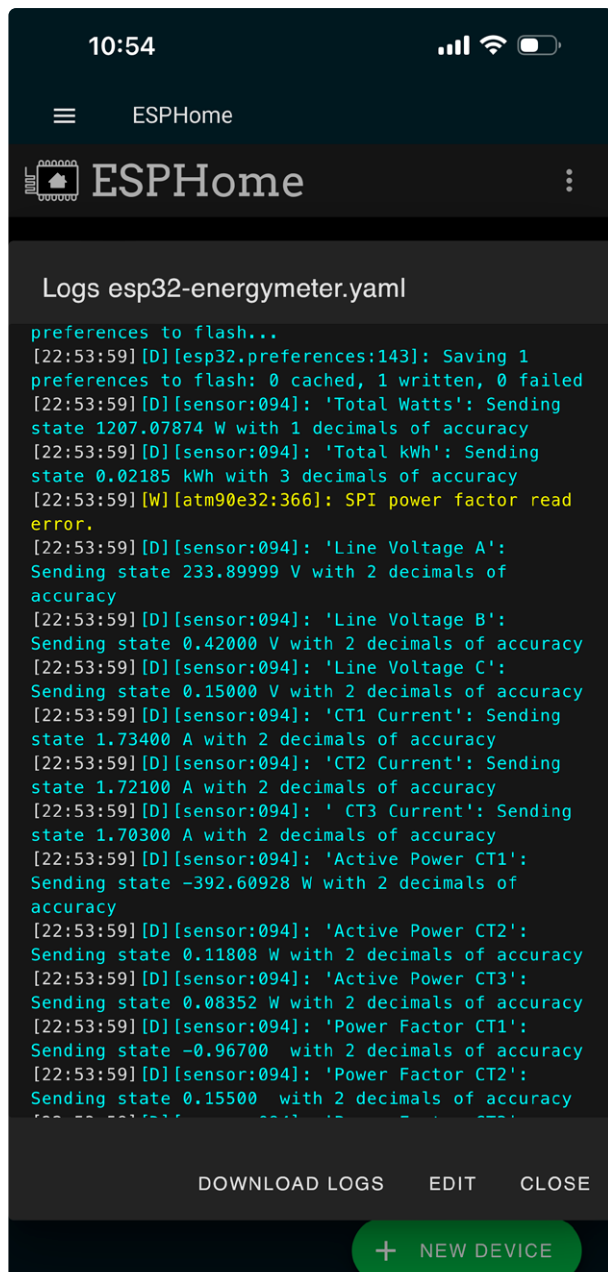 10:54
ESPHome
ESPHome
Logs esp32-energymeter.yaml
preferences to flash...
[22:53:59][D][esp32.preferences:143]: Saving 1
preferences to flash: 0 cached, 1 written, 0 failed
[22:53:59][D][sensor:094]: 'Total Watts': Sending
state 1207.07874 W with 1 decimals of accuracy
[22:53:59][D][sensor:094]: 'Total kWh': Sending
state 0.02185 kWh with 3 decimals of accuracy
[22:53:59][W][atm90e32:366]: SPI power factor read
error.
[22:53:59][D][sensor:094]: 'Line Voltage A':
Sending state 233.89999 V with 2 decimals of
accuracy
[22:53:59][D][sensor:094]: 'Line Voltage B':
Sending state 0.42000 V with 2 decimals of accuracy
[22:53:59][D][sensor:094]: 'Line Voltage C':
Sending state 0.15000 V with 2 decimals of accuracy
[22:53:59][D][sensor:094]: 'CT1 Current': Sending
state 1.73400 A with 2 decimals of accuracy
[22:53:59][D][sensor:094]: 'CT2 Current': Sending
state 1.72100 A with 2 decimals of accuracy
[22:53:59][D][sensor:094]: ' CT3 Current': Sending
state 1.70300 A with 2 decimals of accuracy
[22:53:59][D][sensor:094]: 'Active Power CT1':
Sending state -392.60928 W with 2 decimals of
accuracy
[22:53:59][D][sensor:094]: 'Active Power CT2':
Sending state 0.11808 W with 2 decimals of accuracy
[22:53:59][D][sensor:094]: 'Active Power CT3':
Sending state 0.08352 W with 2 decimals of accuracy
[22:53:59][D][sensor:094]: 'Power Factor CT1':
Sending state -0.96700  with 2 decimals of accuracy
[22:53:59][D][sensor:094]: 'Power Factor CT2':
Sending state 0.15500  with 2 decimals of accuracy
DOWNLOAD LOGS EDIT CLOSE
+ NEW DEVICE